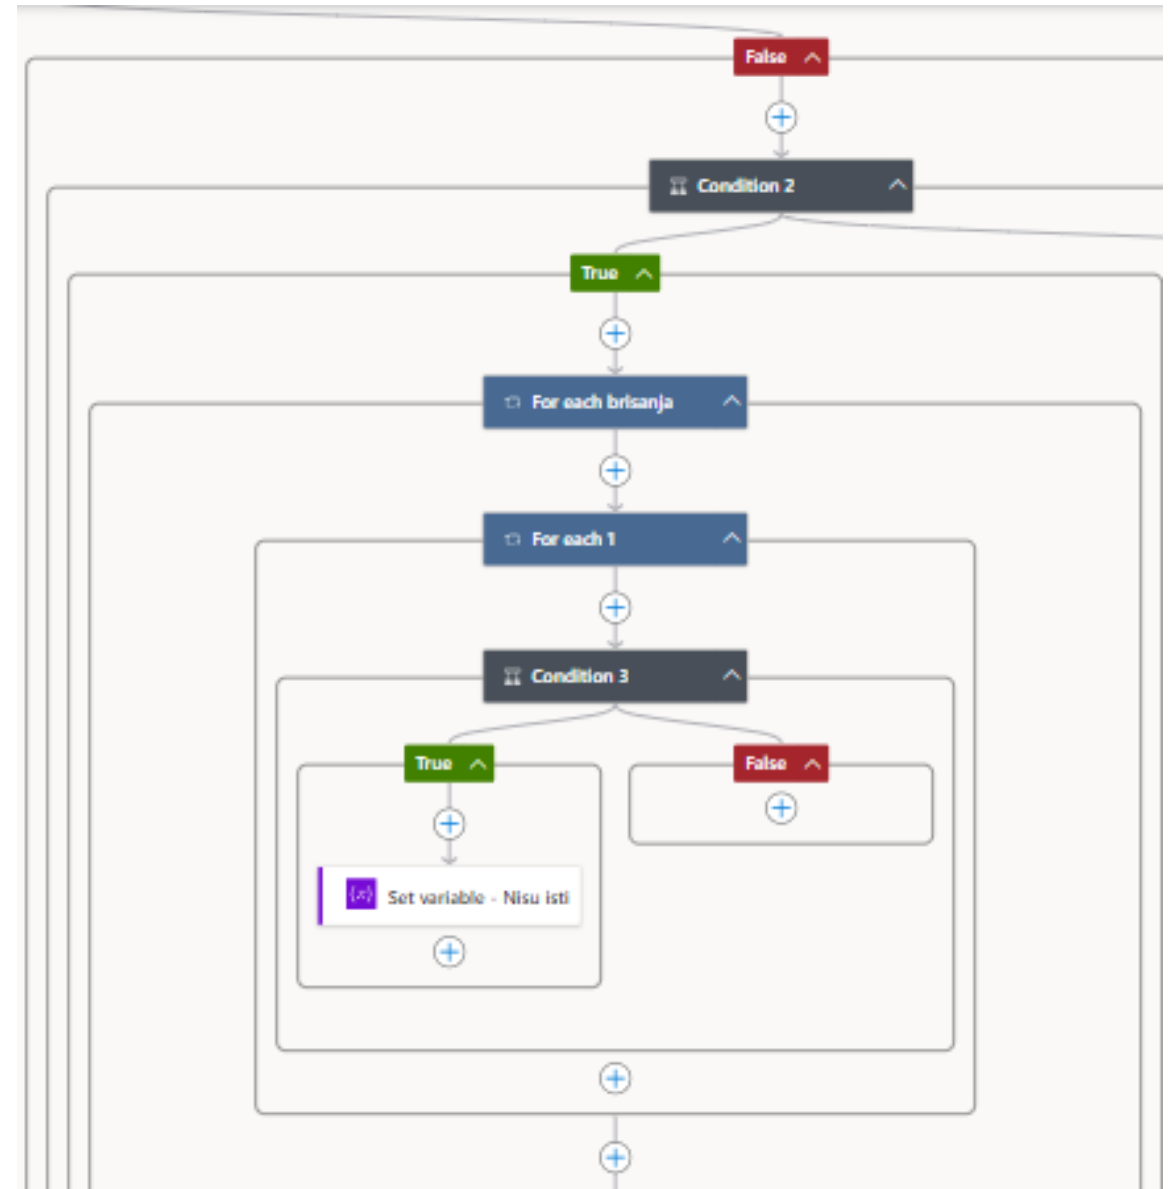 False
Condition 2
True
For each brisanja
For each 1
Condition 3
True
False
{x} Set variable - Nisu isti